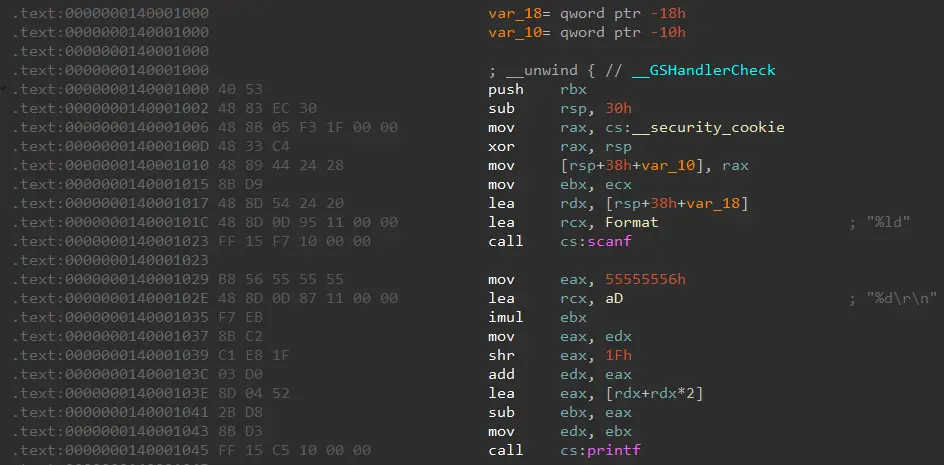 .text:0000000140001000 var_18= qword ptr -18h
.text:0000000140001000 var_10= qword ptr -10h
.text:0000000140001000
.text:0000000140001000 ; __unwind { // __GSHandlerCheck
.text:0000000140001000 40 53 push rbx
.text:0000000140001002 48 83 EC 30 sub rsp, 30h
.text:0000000140001006 48 8B 05 F3 1F 00 00 mov rax, cs:__security_cookie
.text:000000014000100D 48 33 C4 xor rax, rsp
.text:0000000140001010 48 89 44 24 28 mov [rsp+38h+var_10], rax
.text:0000000140001015 8B D9 mov ebx, ecx
.text:0000000140001017 48 8D 54 24 20 lea rdx, [rsp+38h+var_18]
.text:000000014000101C 48 8D 0D 95 11 00 00 lea rcx, Format ; "%ld"
.text:0000000140001023 FF 15 F7 10 00 00 call cs:scanf
.text:0000000140001023
.text:0000000140001029 B8 56 55 55 55 mov eax, 55555556h
.text:000000014000102E 48 8D 0D 87 11 00 00 lea rcx, aD ; "%d\r\n"
.text:0000000140001035 F7 EB imul ebx
.text:0000000140001037 8B C2 mov eax, edx
.text:0000000140001039 C1 E8 1F shr eax, 1Fh
.text:000000014000103C 03 D0 add edx, eax
.text:000000014000103E 8D 04 52 lea eax, [rdx+rdx*2]
.text:0000000140001041 2B D8 sub ebx, eax
.text:0000000140001043 8B D3 mov edx, ebx
.text:0000000140001045 FF 15 C5 10 00 00 call cs:printf